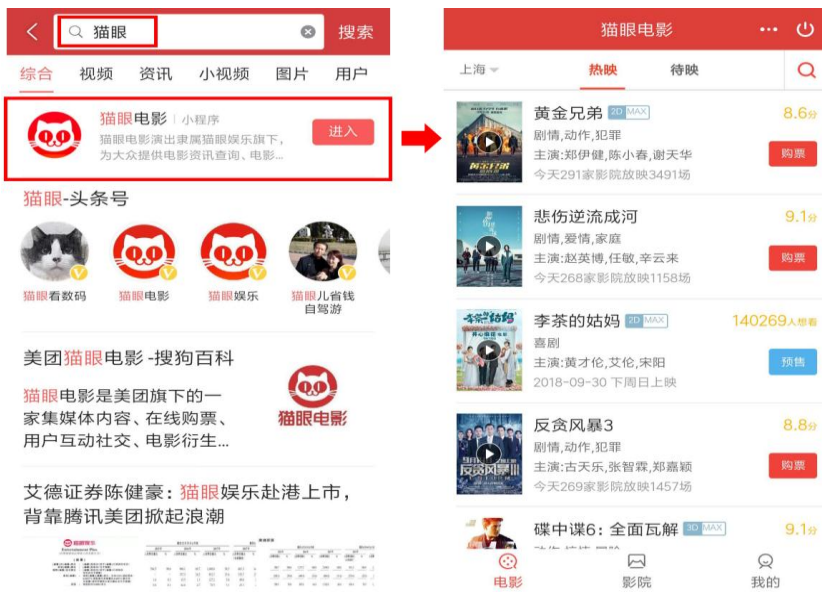 猫眼
搜索
综合 视频 资讯 小视频 图片 用户
猫眼电影 | 小程序
猫眼电影演出隶属猫眼娱乐旗下，
为大众提供电影资讯查询、电影...
进入
猫眼-头条号
猫眼看数码 猫眼电影 猫眼娱乐 猫眼儿省钱
自驾游
美团猫眼电影-搜狗百科
猫眼电影是美团旗下的一
家集媒体内容、在线购票、
用户互动社交、电影衍生...
猫眼电影
艾德证券陈健豪：猫眼娱乐赴港上市，
背靠腾讯美团掀起浪潮
猫眼电影
上海 热映 待映
黄金兄弟 2D MAX 8.6分
剧情,动作,犯罪
主演:郑伊健,陈小春,谢天华
今天291家影院放映3491场
购票
悲伤逆流成河 9.1分
剧情,爱情,家庭
主演:赵英博,任敏,辛云来
今天268家影院放映1158场
购票
李茶的姑妈 2D MAX 140269人想看
喜剧
主演:黄才伦,艾伦,宋阳
2018-09-30 下周日上映
预售
反贪风暴3 8.8分
剧情,动作,犯罪
主演:古天乐,张智霖,郑嘉颖
今天269家影院放映1457场
购票
碟中谍6：全面瓦解 3D MAX 9.1分
电影 影院 我的